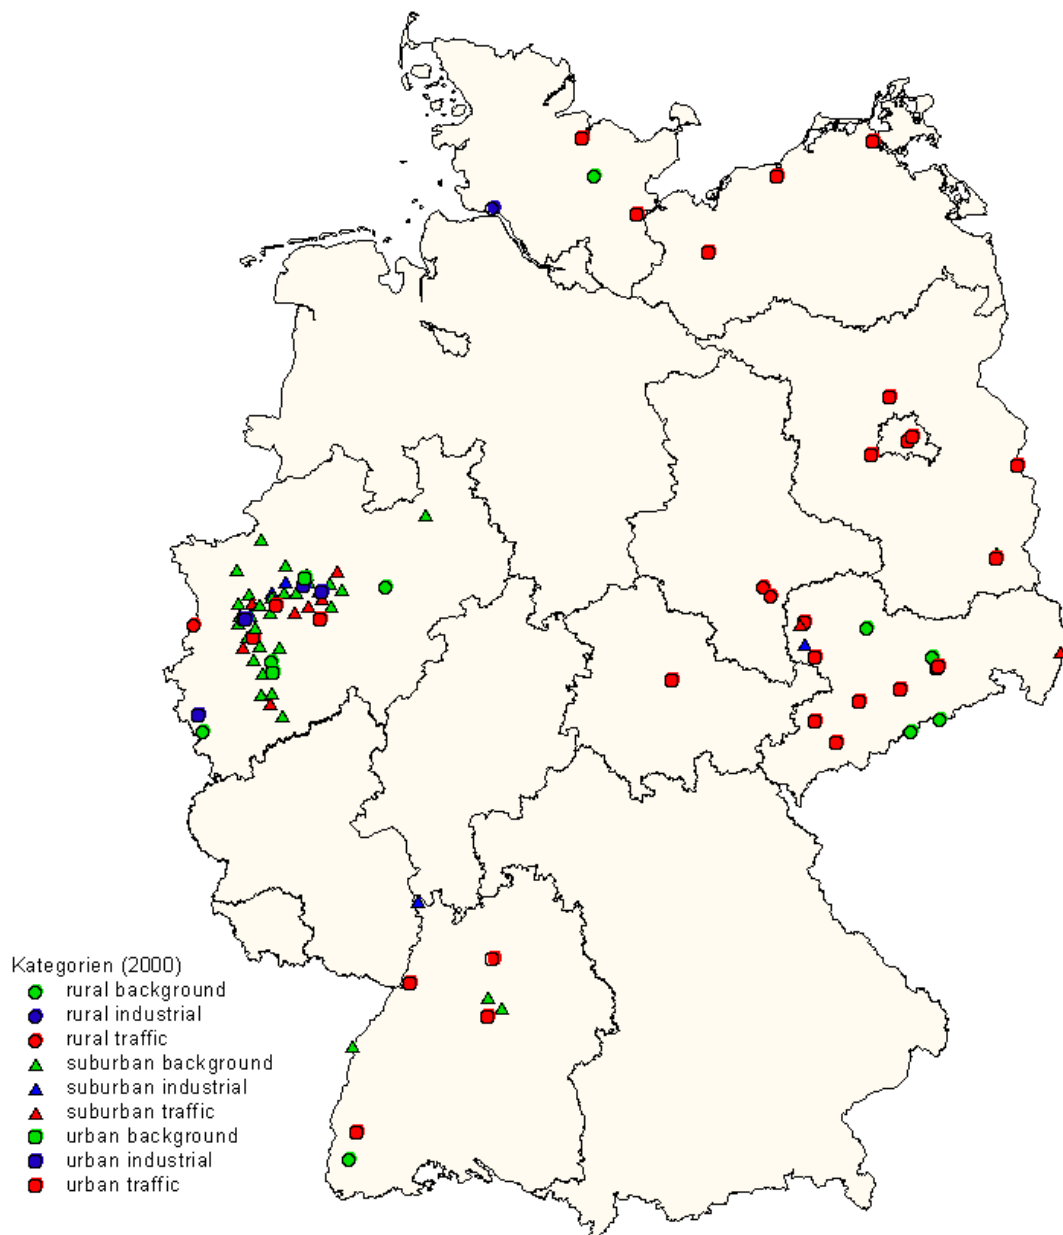 Kategorien (2000)
rural background
rural industrial
rural traffic
suburban background
suburban industrial
suburban traffic
urban background
urban industrial
urban traffic